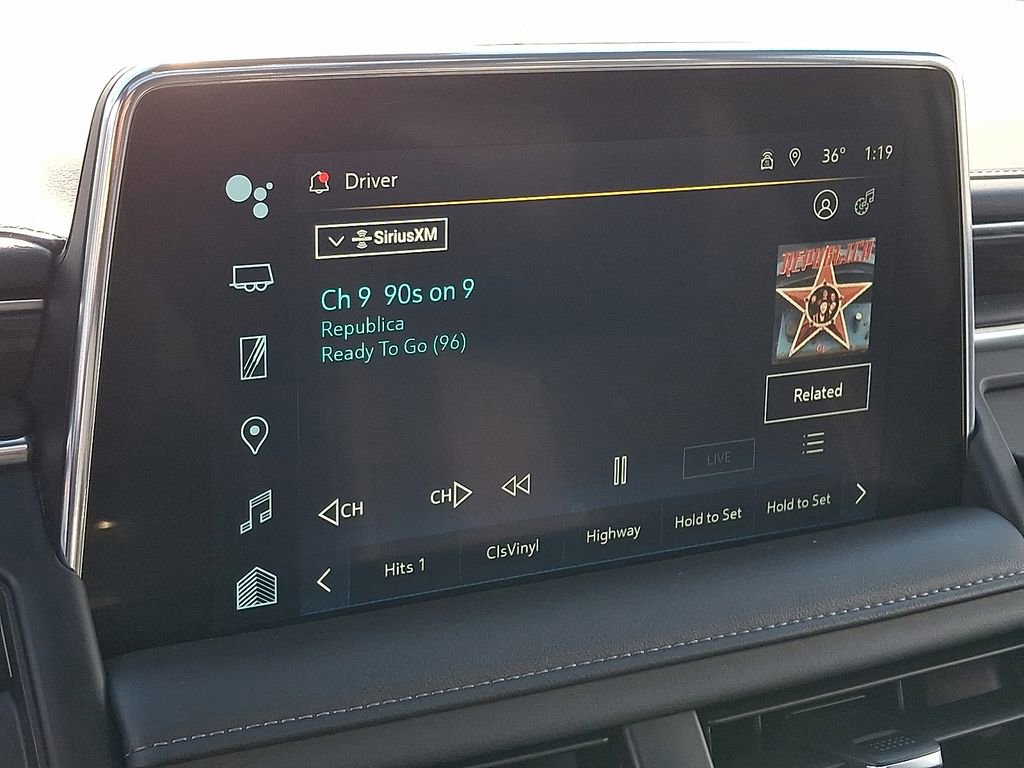 Driver
36° 1:19
SiriusXM
Ch 9 90s on 9
Republica
Ready To Go (96)
REPUBLICA
Related
LIVE
CH
CH
Hits 1
ClsVinyl
Highway
Hold to Set
Hold to Set